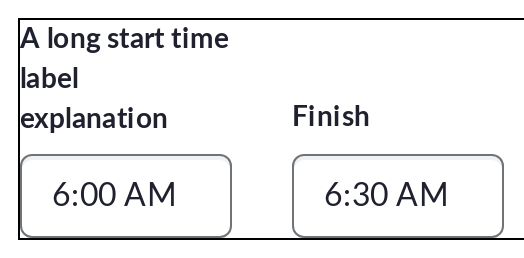 A long start time
label
explanation
Finish
6:00 AM
6:30 AM